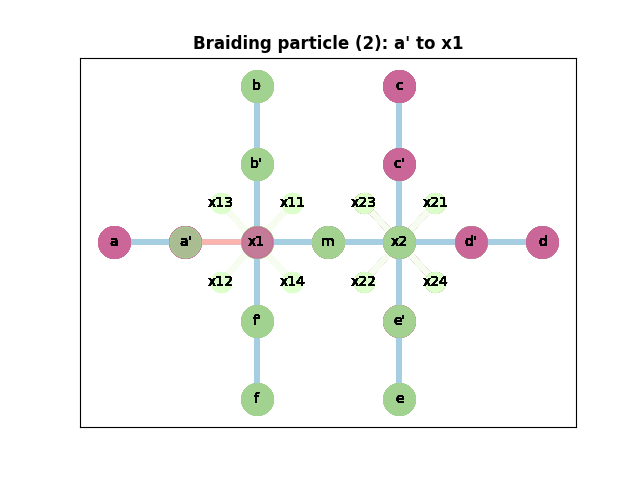 Braiding particle (2): a' to x1
b c
b' c'
x13 x11 x23 x21
a a' x1 m x2 d' d
x12 x14 x22 x24
f' e'
f e